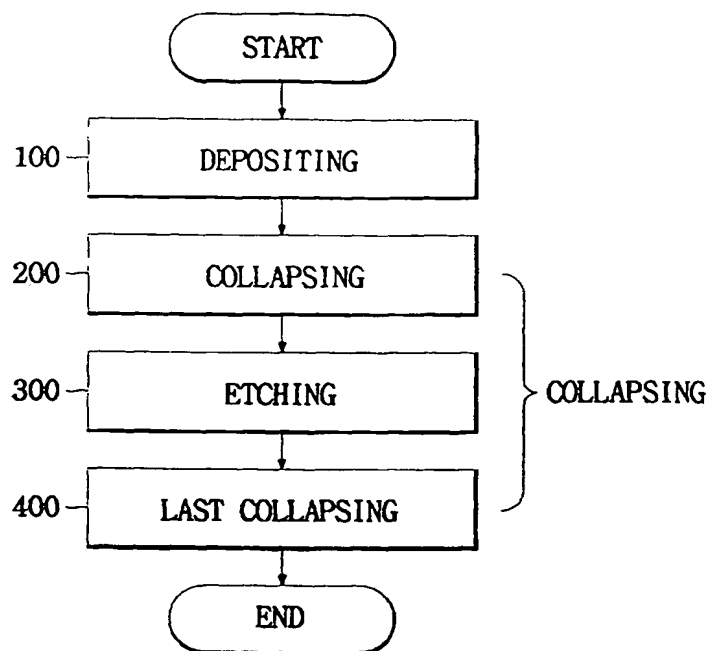 START
100 DEPOSITING
200 COLLAPSING
300 ETCHING
COLLAPSING
400 LAST COLLAPSING
END